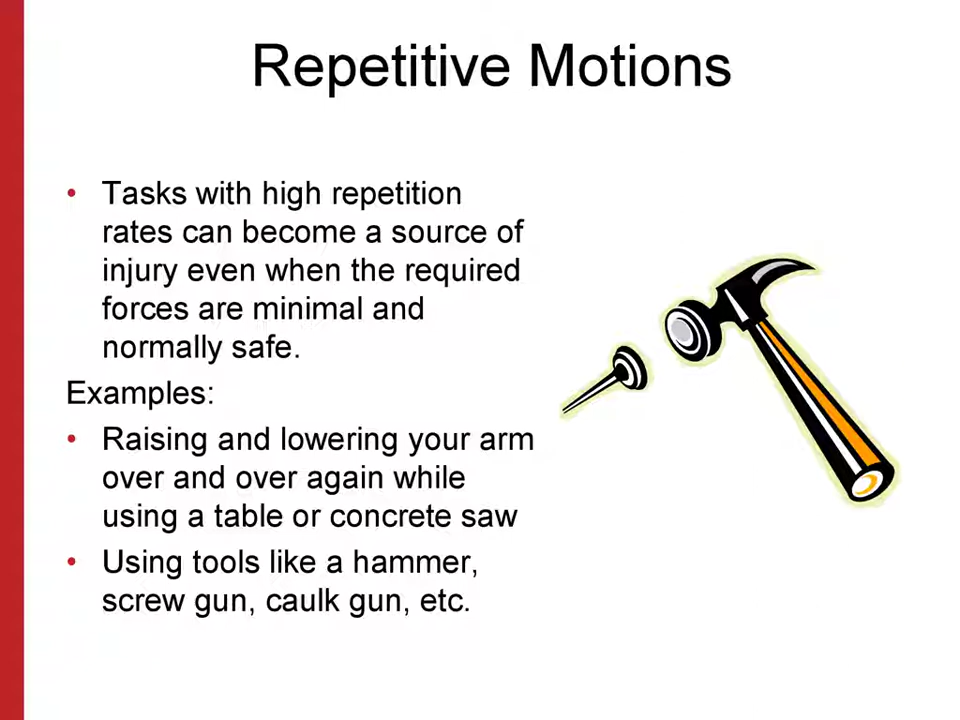 Repetitive Motions
• Tasks with high repetition
rates can become a source of
injury even when the required
forces are minimal and
normally safe.
Examples:
• Raising and lowering your arm
over and over again while
using a table or concrete saw
• Using tools like a hammer,
screw gun, caulk gun, etc.